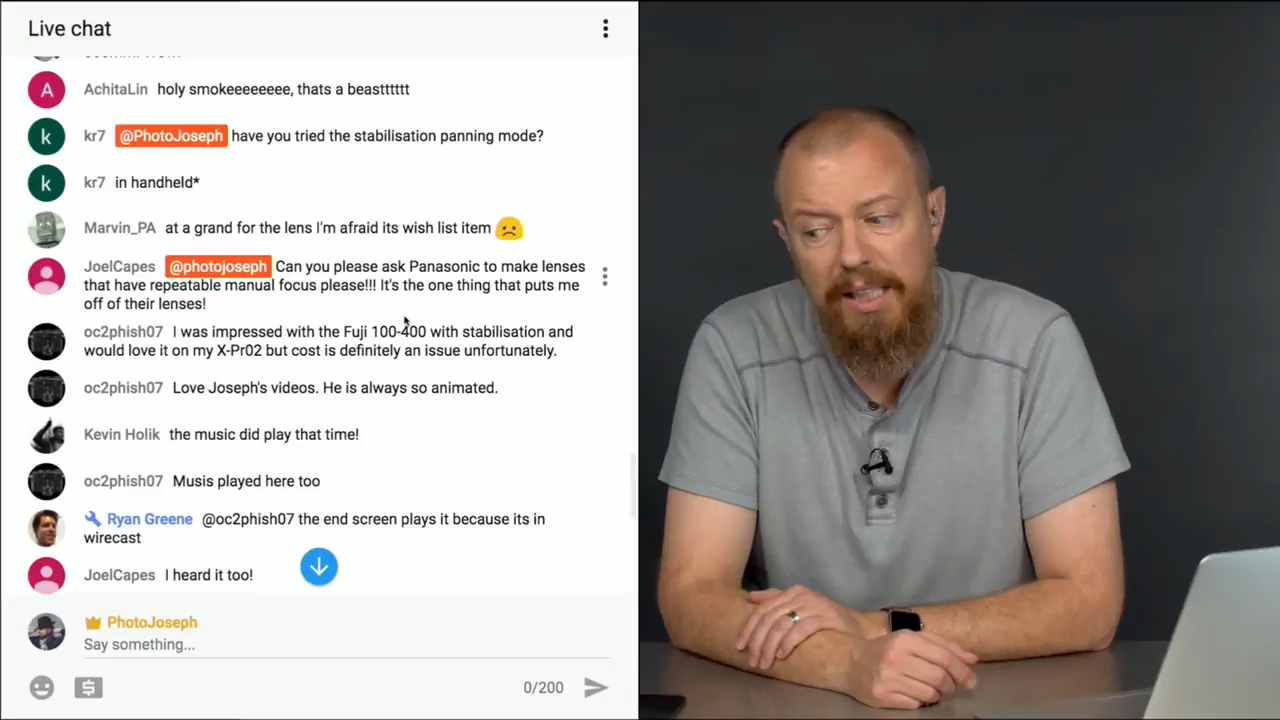 Live chat
AchitaLin holy smokeeeeeeee, thats a beasttttt
kr7 @PhotoJoseph have you tried the stabilisation panning mode?
kr7 in handheld*
Marvin_PA at a grand for the lens I'm afraid its wish list item
JoelCapes @photojoseph Can you please ask Panasonic to make lenses
that have repeatable manual focus please!!! It's the one thing that puts me
off of their lenses!
oc2phish07 I was impressed with the Fuji 100-400 with stabilisation and
would love it on my X-Pr02 but cost is definitely an issue unfortunately.
oc2phish07 Love Joseph's videos. He is always so animated.
Kevin Holik the music did play that time!
oc2phish07 Musis played here too
Ryan Greene @oc2phish07 the end screen plays it because its in
wirecast
JoelCapes I heard it too!
PhotoJoseph
Say something...
0/200